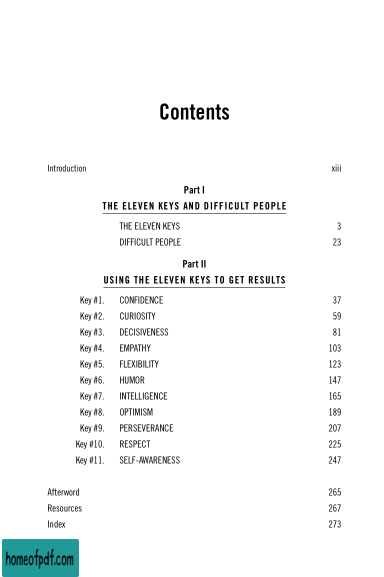 Contents
Introduction xiii
Part I
THE ELEVEN KEYS AND DIFFICULT PEOPLE
THE ELEVEN KEYS 3
DIFFICULT PEOPLE 23
Part II
USING THE ELEVEN KEYS TO GET RESULTS
Key #1. CONFIDENCE 37
Key #2. CURIOSITY 59
Key #3. DECISIVENESS 81
Key #4. EMPATHY 103
Key #5. FLEXIBILITY 123
Key #6. HUMOR 147
Key #7. INTELLIGENCE 165
Key #8. OPTIMISM 189
Key #9. PERSEVERANCE 207
Key #10. RESPECT 225
Key #11. SELF-AWARENESS 247
Afterword 265
Resources 267
Index 273
homeofpdf.com